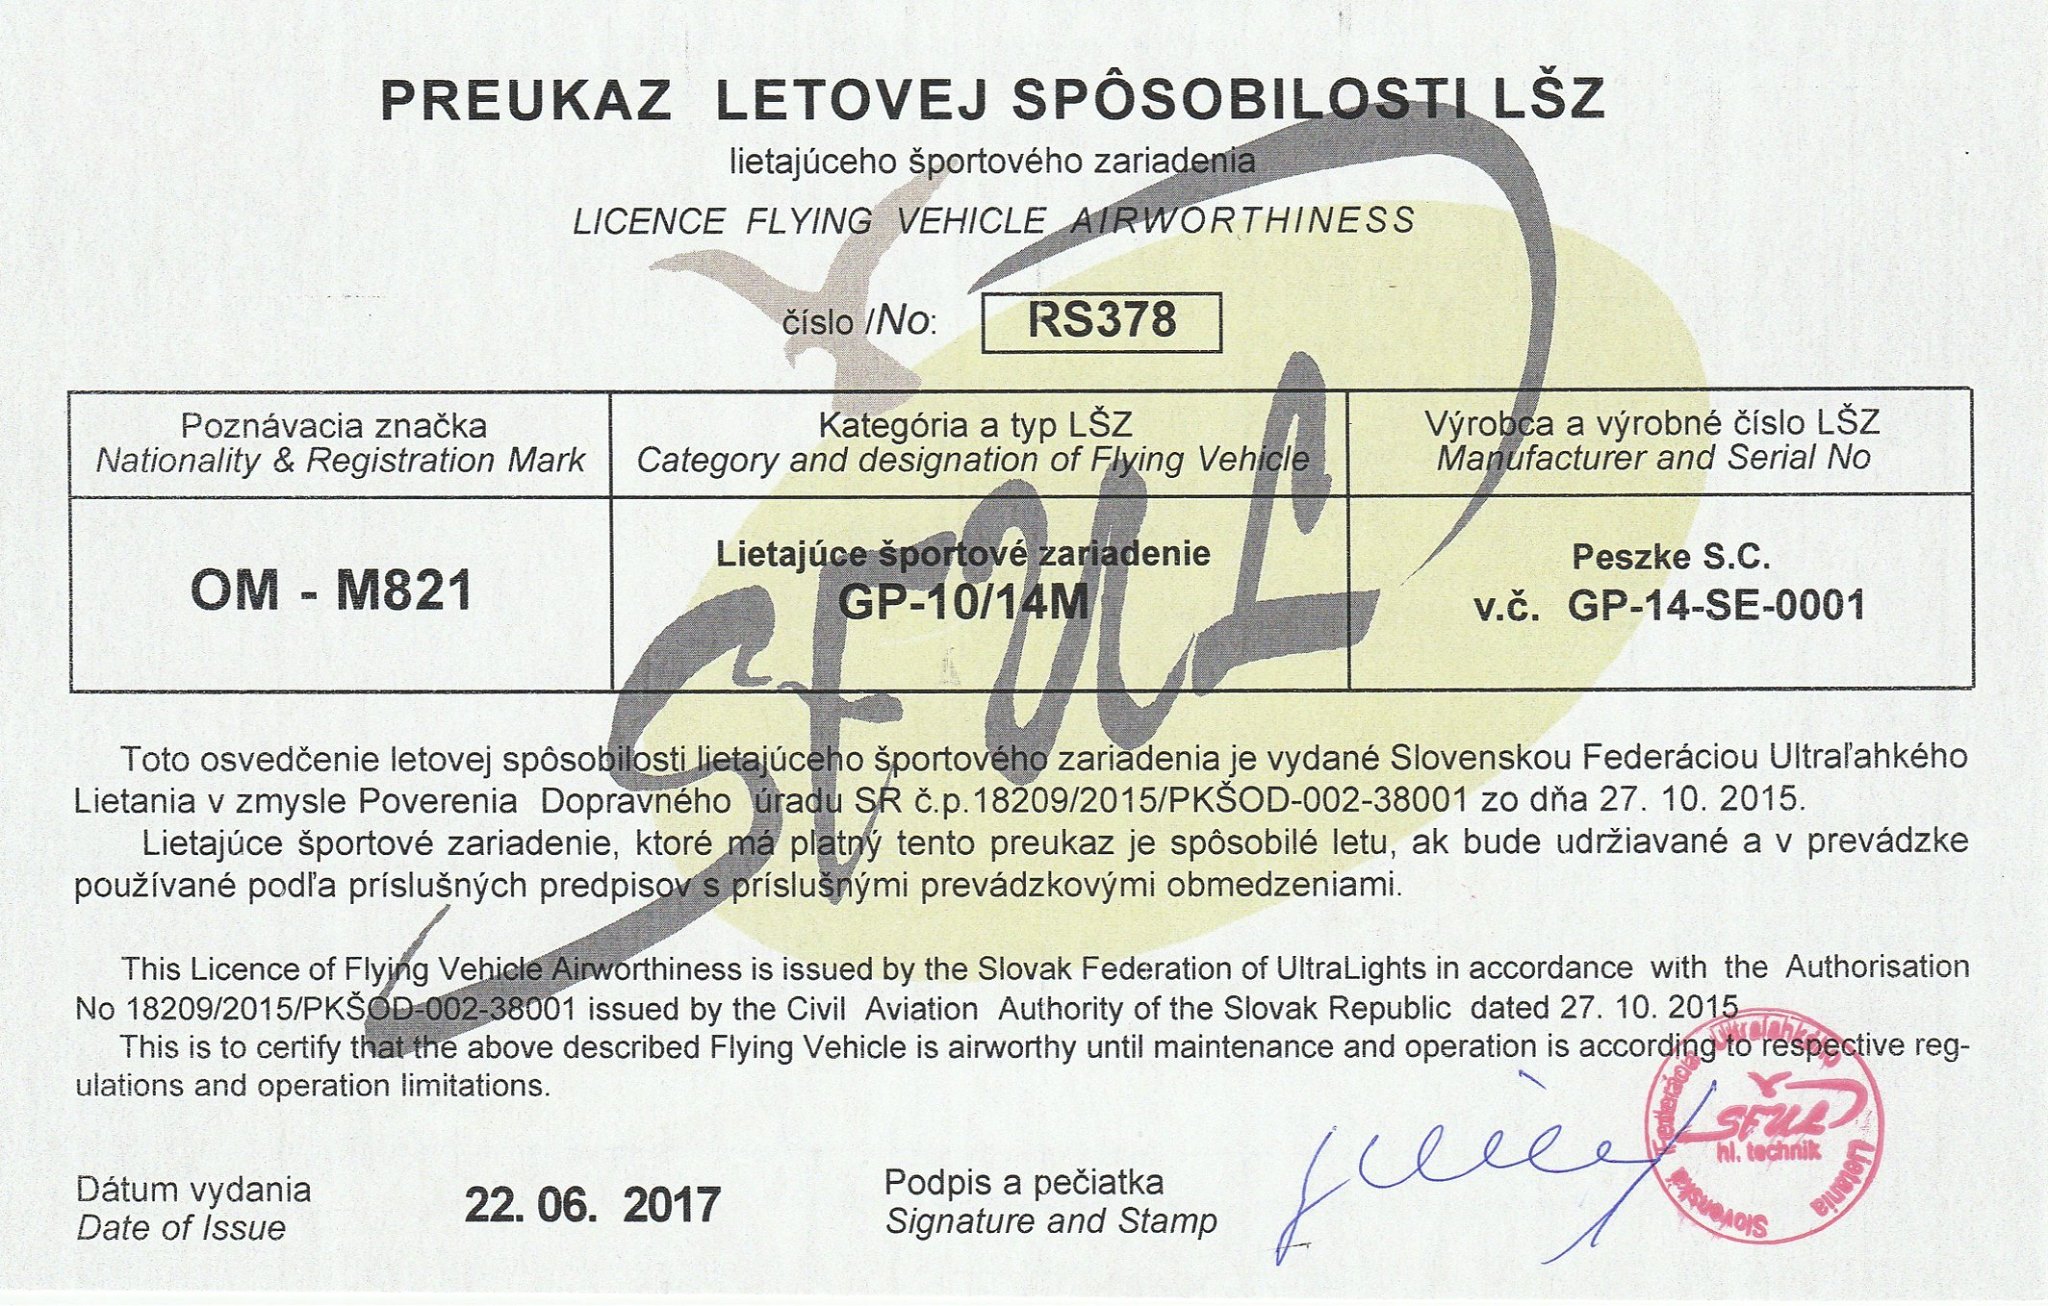 PREUKAZ LETOVEJ SPÔSOBILOSTI LŠZ
lietajúceho športového zariadenia
LICENCE FLYING VEHICLE AIRWORTHINESS
číslo /No: RS378
Poznávacia značka
Nationality & Registration Mark
Kategória a typ LŠZ
Category and designation of Flying Vehicle
Výrobca a výrobné číslo LŠZ
Manufacturer and Serial No
OM - M821
Lietajúce športové zariadenie
GP-10/14M
Peszke S.C.
v.č. GP-14-SE-0001
SFUL
Toto osvedčenie letovej spôsobilosti lietajúceho športového zariadenia je vydané Slovenskou Federáciou Ultraľahkého
Lietania v zmysle Poverenia Dopravného úradu SR č.p.18209/2015/PKŠOD-002-38001 zo dňa 27. 10. 2015.
Lietajúce športové zariadenie, ktoré má platný tento preukaz je spôsobilé letu, ak bude udržiavané a v prevádzke
používané podľa príslušných predpisov s príslušnými prevádzkovými obmedzeniami.
This Licence of Flying Vehicle Airworthiness is issued by the Slovak Federation of UltraLights in accordance with the Authorisation
No 18209/2015/PKŠOD-002-38001 issued by the Civil Aviation Authority of the Slovak Republic dated 27. 10. 2015
This is to certify that the above described Flying Vehicle is airworthy until maintenance and operation is according to respective reg-
ulations and operation limitations.
Dátum vydania
Date of Issue
22. 06. 2017
Podpis a pečiatka
Signature and Stamp
Slovenská Federácia Ultraľahkého Lietania
SFUL
hl. technik